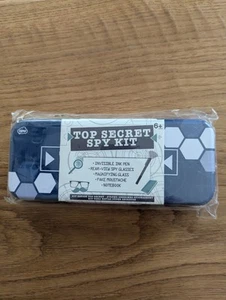 6+
TOP SECRET
SPY KIT
• INVISIBLE INK PEN
• REAR-VIEW SPY GLASSES
• MAGNIFYING GLASS
• FAKE MOUSTACHE
• NOTEBOOK